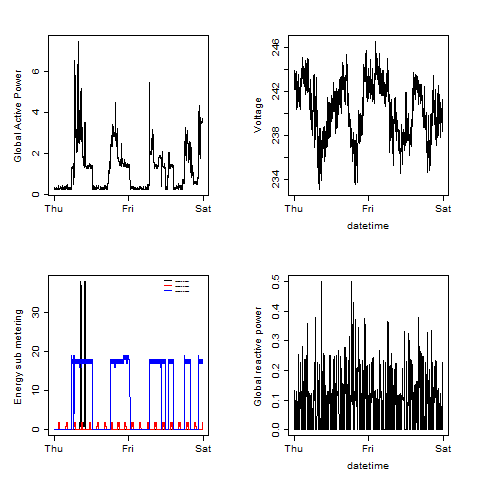 Global Active Power
0 2 4 6
Thu Fri Sat
Voltage
234 238 242 246
Thu Fri Sat
datetime
Energy sub metering
0 10 20 30
Thu Fri Sat
Global reactive power
0.0 0.1 0.2 0.3 0.4 0.5
Thu Fri Sat
datetime